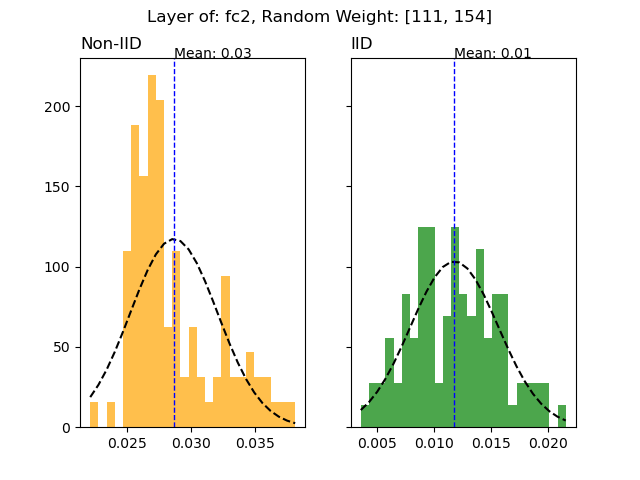 Layer of: fc2, Random Weight: [111, 154]
Non-IID
IID
Mean: 0.03
Mean: 0.01
200
150
100
50
0
0.025 0.030 0.035
0.005 0.010 0.015 0.020